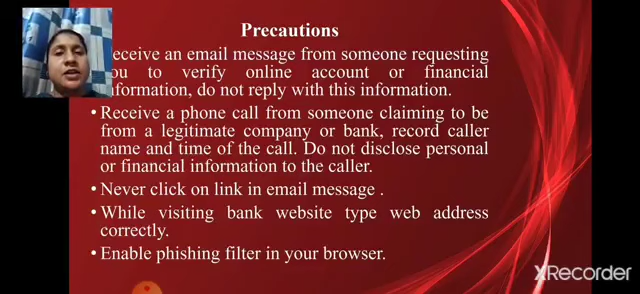 Precautions
eceive an email message from someone requesting
ou to verify online account or financial
nformation, do not reply with this information.
• Receive a phone call from someone claiming to be
from a legitimate company or bank, record caller
name and time of the call. Do not disclose personal
or financial information to the caller.
• Never click on link in email message .
• While visiting bank website type web address
correctly.
• Enable phishing filter in your browser.
XRecorder